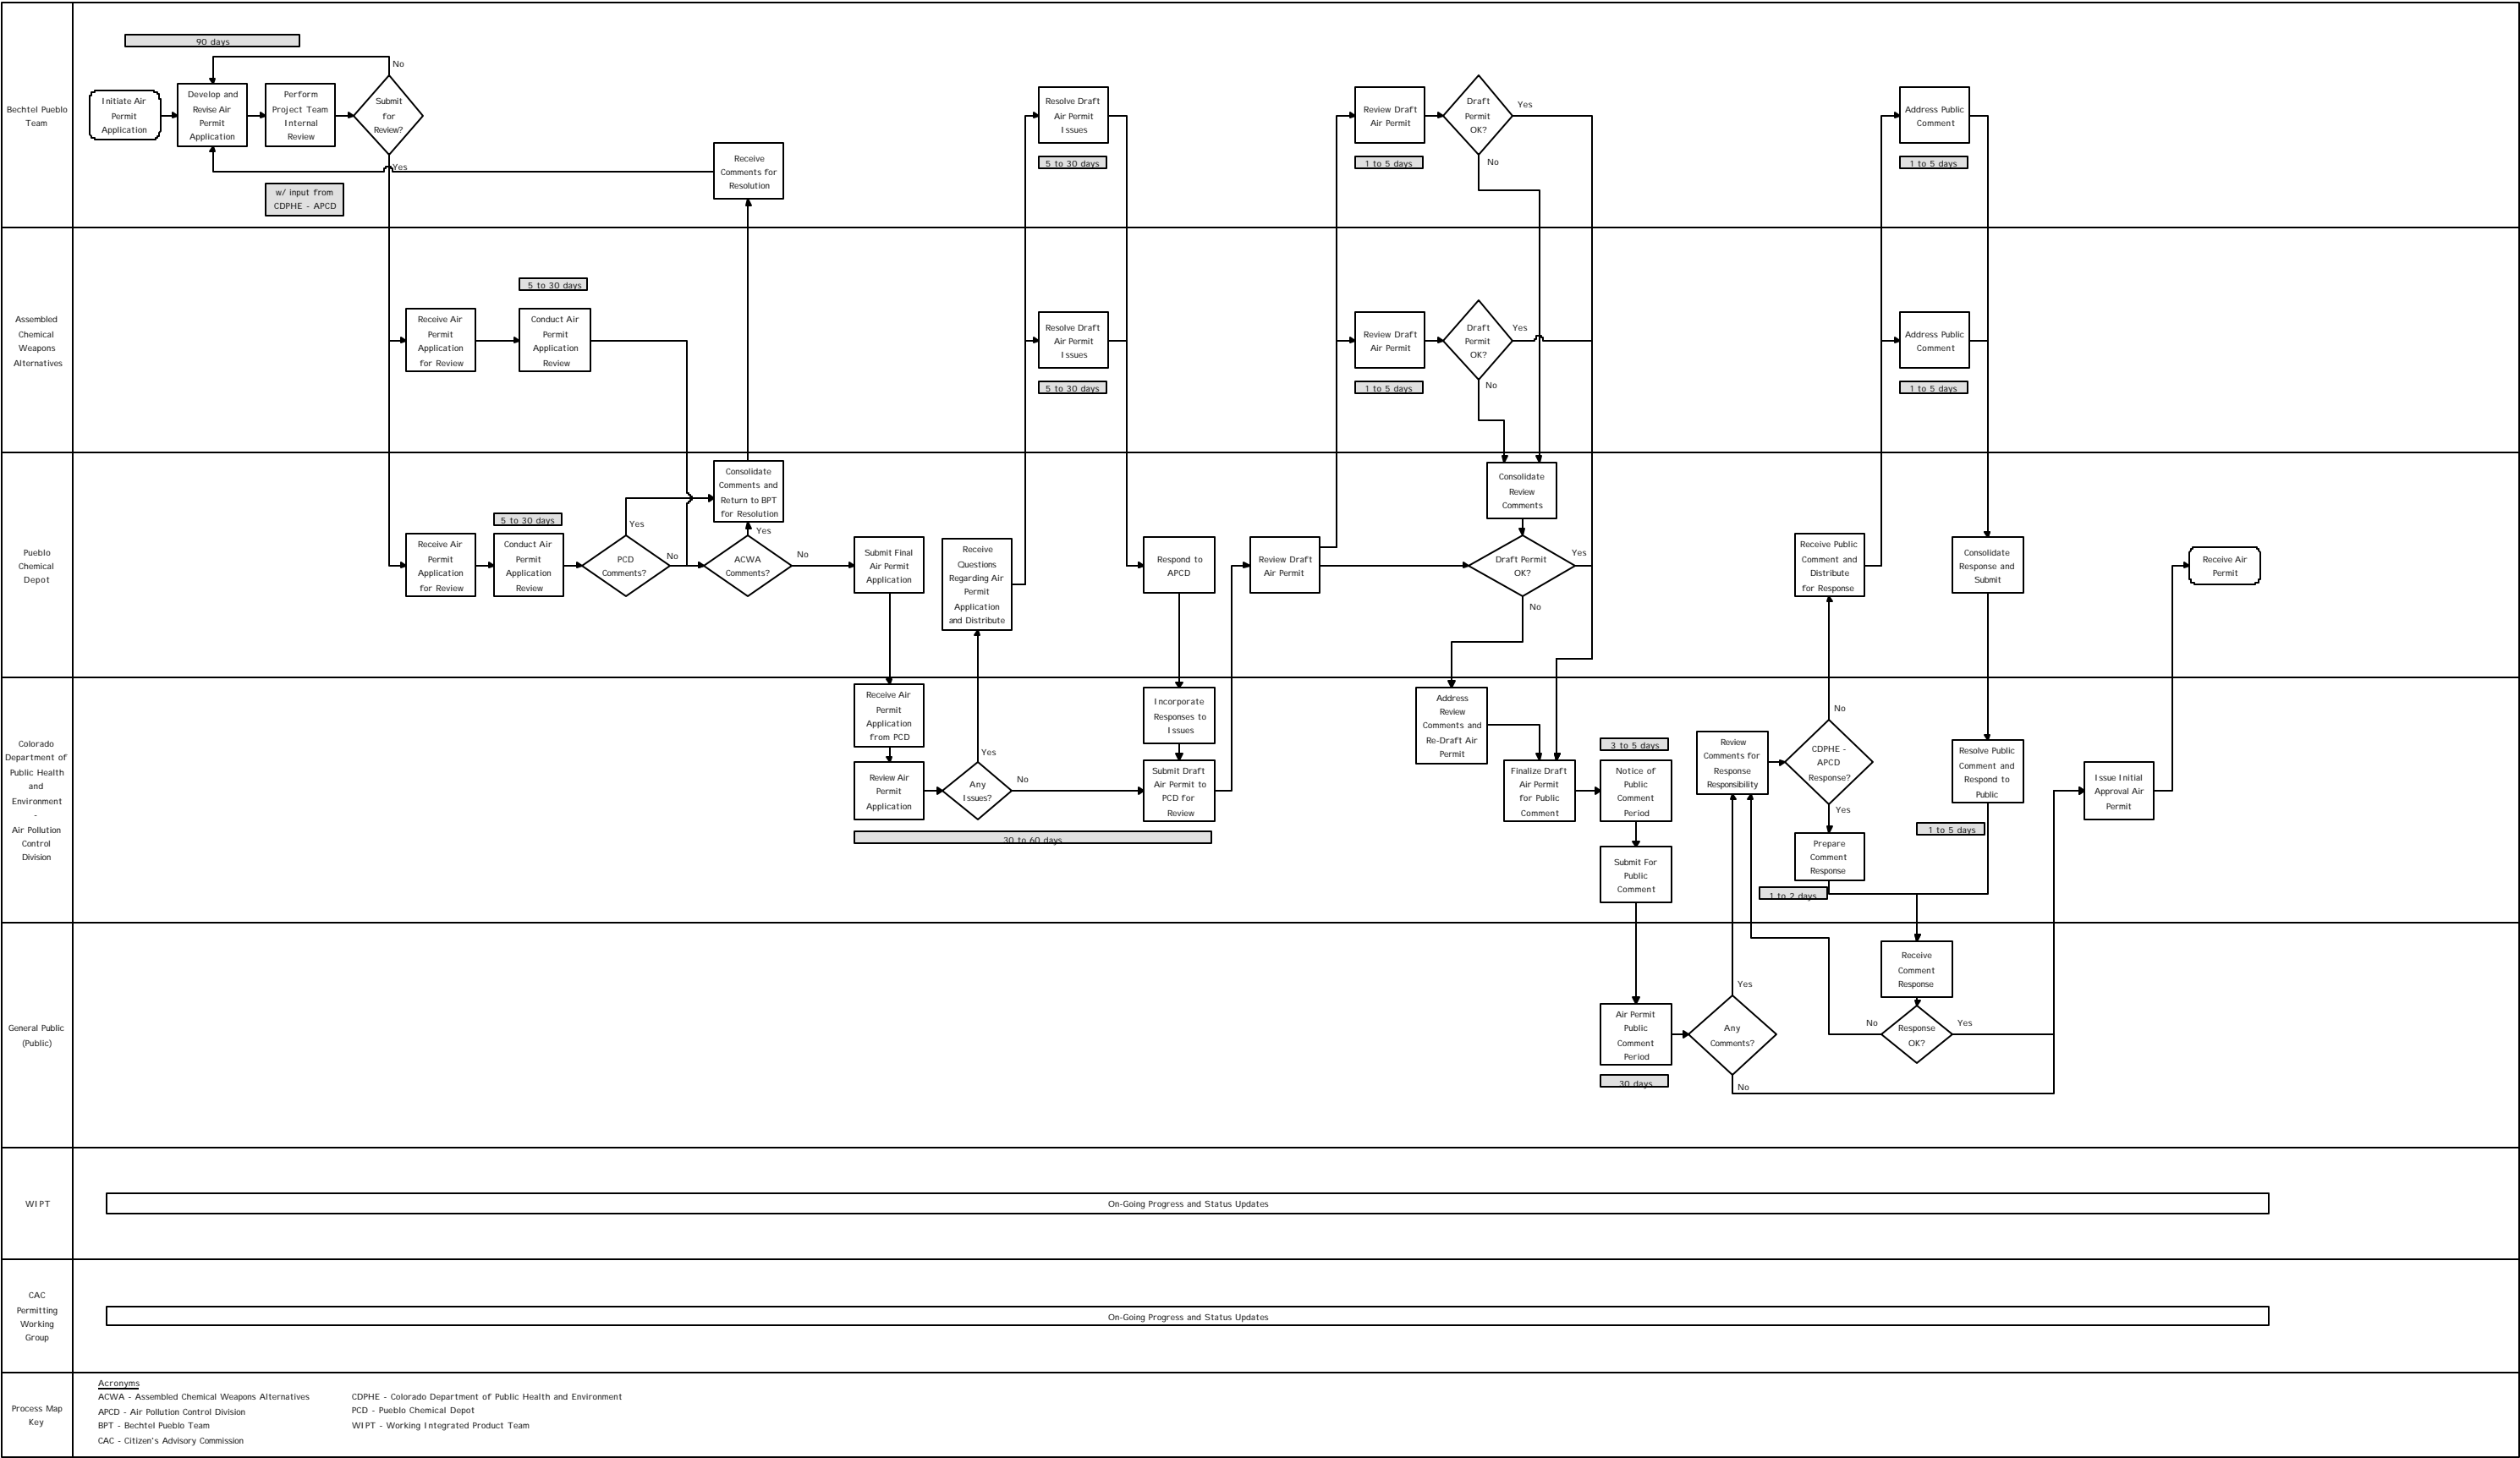 Bechtel Pueblo
Team
90 days
No
Initiate Air
Permit
Application
Develop and
Revise Air
Permit
Application
Perform
Project Team
Internal
Review
Submit
for
Review?
Yes
w/ input from
CDPHE - APCD
Receive
Comments for
Resolution
Resolve Draft
Air Permit
Issues
5 to 30 days
Review Draft
Air Permit
1 to 5 days
Draft
Permit
OK?
Yes
No
Address Public
Comment
1 to 5 days
Assembled
Chemical
Weapons
Alternatives
Receive Air
Permit
Application
for Review
5 to 30 days
Conduct Air
Permit
Application
Review
Resolve Draft
Air Permit
Issues
5 to 30 days
Review Draft
Air Permit
1 to 5 days
Draft
Permit
OK?
Yes
No
Address Public
Comment
1 to 5 days
Pueblo
Chemical
Depot
Receive Air
Permit
Application
for Review
5 to 30 days
Conduct Air
Permit
Application
Review
PCD
Comments?
Yes
No
Consolidate
Comments and
Return to BPT
for Resolution
Yes
ACWA
Comments?
No
Submit Final
Air Permit
Application
Receive
Questions
Regarding Air
Permit
Application
and Distribute
Respond to
APCD
Review Draft
Air Permit
Consolidate
Review
Comments
Draft Permit
OK?
Yes
No
Receive Public
Comment and
Distribute
for Response
Consolidate
Response and
Submit
Receive Air
Permit
Colorado
Department of
Public Health
and
Environment
-
Air Pollution
Control
Division
Receive Air
Permit
Application
from PCD
Review Air
Permit
Application
Any
Issues?
Yes
No
30 to 60 days
Incorporate
Responses to
Issues
Submit Draft
Air Permit to
PCD for
Review
Address
Review
Comments and
Re-Draft Air
Permit
Finalize Draft
Air Permit
for Public
Comment
3 to 5 days
Notice of
Public
Comment
Period
Submit For
Public
Comment
Review
Comments for
Response
Responsibility
No
CDPHE -
APCD
Response?
Yes
Prepare
Comment
Response
1 to 2 days
Resolve Public
Comment and
Respond to
Public
1 to 5 days
Issue Initial
Approval Air
Permit
General Public
(Public)
Air Permit
Public
Comment
Period
30 days
Yes
Any
Comments?
No
Receive
Comment
Response
No
Response
OK?
Yes
WIPT
On-Going Progress and Status Updates
CAC
Permitting
Working
Group
On-Going Progress and Status Updates
Process Map
Key
Acronyms
ACWA - Assembled Chemical Weapons Alternatives
APCD - Air Pollution Control Division
BPT - Bechtel Pueblo Team
CAC - Citizen's Advisory Commission
CDPHE - Colorado Department of Public Health and Environment
PCD - Pueblo Chemical Depot
WIPT - Working Integrated Product Team